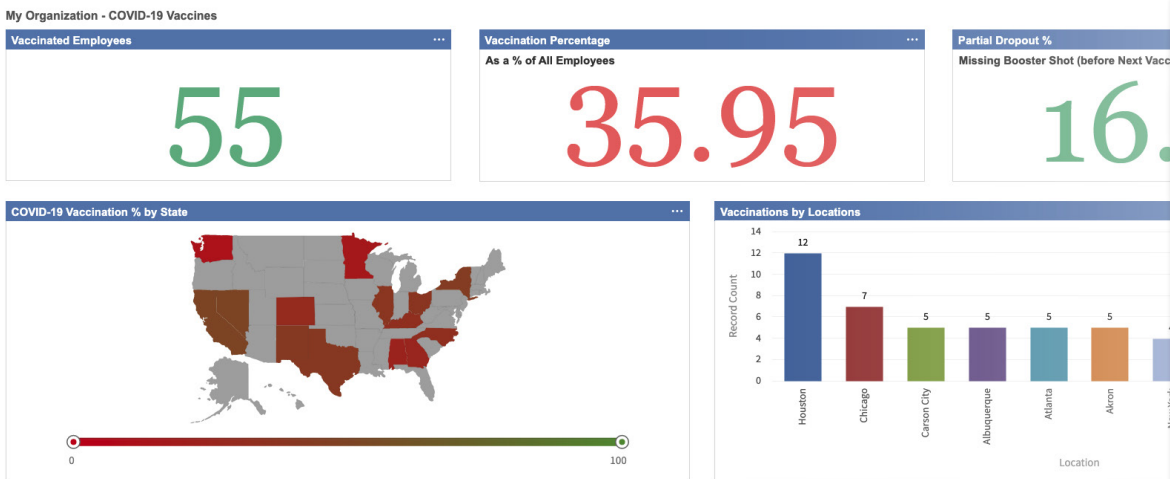 My Organization - COVID-19 Vaccines
Vaccinated Employees
55
Vaccination Percentage
As a % of All Employees
35.95
Partial Dropout %
Missing Booster Shot (before Next
16.
COVID-19 Vaccination % by State
0
100
Vaccinations by Locations
Record Count
14
12
10
8
6
4
2
0
12
7
5
5
5
5
Houston
Chicago
Carson City
Albuquerque
Atlanta
Akron
Location